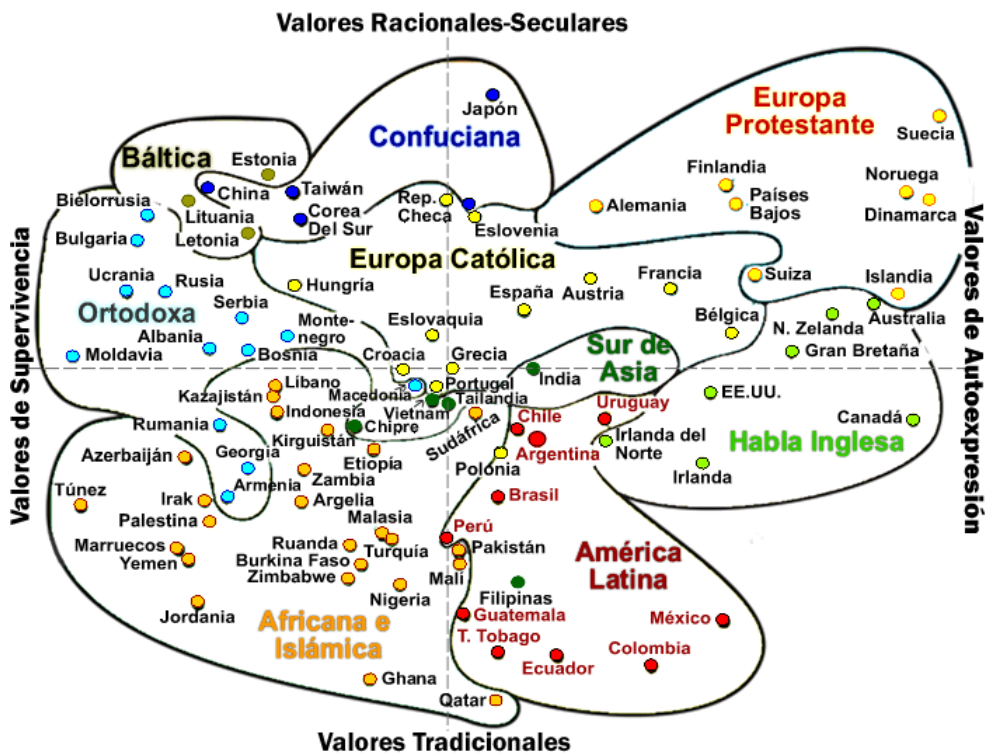 Valores Racionales-Seculares
Japón
Confuciana
Europa
Protestante
Suecia
Báltica
Estonia
China
Taiwán
Lituania
Corea
Del Sur
Letonia
Bielorrusia
Bulgaria
Rep.
Checa
Eslovenia
Alemania
Finlandia
Países
Bajos
Noruega
Dinamarca
Europa Católica
Ucrania
Rusia
Hungría
España
Austria
Francia
Suiza
Islandia
Ortodoxa
Serbia
Albania
Monte-
negro
Bosnia
Moldavia
Eslovaquia
Bélgica
N. Zelanda
Australia
Gran Bretaña
Croacia
Grecia
Sur de
Asia
India
Valores de Supervivencia
Valores de Autoexpresión
Líbano
Kazajistán
Indonesia
Macedonia
Portugal
Vietnam
Tailandia
Chipre
Sudáfrica
Rumania
Kirguistán
Chile
Argentina
Uruguay
Irlanda del
Norte
EE.UU.
Canadá
Habla Inglesa
Irlanda
Polonia
Azerbaiján
Georgia
Etiopía
Zambia
Armenia
Argelia
Túnez
Irak
Palestina
Brasil
Malasia
Perú
Marruecos
Yemen
Ruanda
Turquía
Pakistán
Burkina Faso
Zimbabwe
Malí
Nigeria
Filipinas
América
Latina
Jordania
Africana e
Islámica
Guatemala
T. Tobago
México
Ecuador
Colombia
Ghana
Qatar
Valores Tradicionales